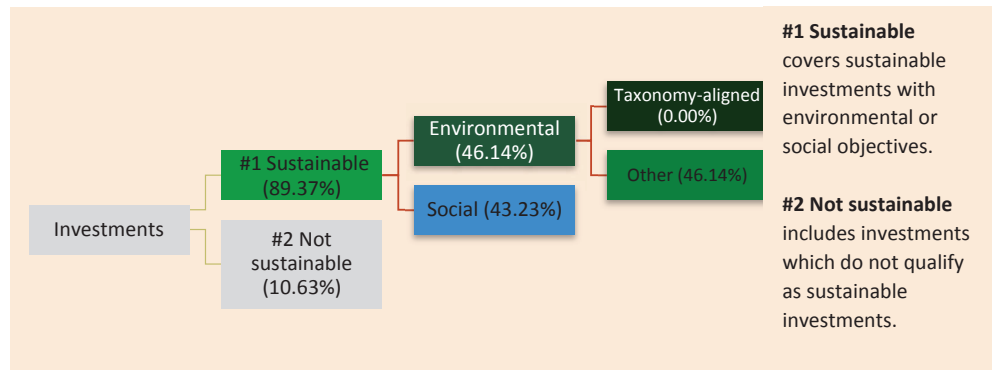 Investments
#1 Sustainable
(89.37%)
#2 Not
sustainable
(10.63%)
Environmental
(46.14%)
Social (43.23%)
Taxonomy-aligned
(0.00%)
Other (46.14%)
#1 Sustainable
covers sustainable
investments with
environmental or
social objectives.
#2 Not sustainable
includes investments
which do not qualify
as sustainable
investments.